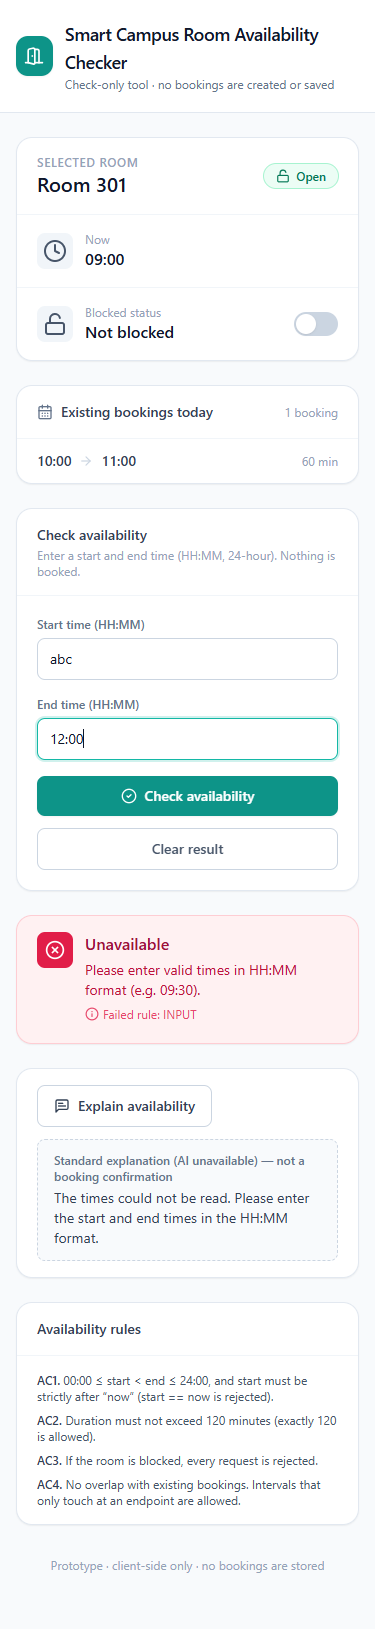 Smart Campus Room Availability
Checker
Check-only tool · no bookings are created or saved
SELECTED ROOM
Room 301
Open
Now
09:00
Blocked status
Not blocked
Existing bookings today
1 booking
10:00 → 11:00
60 min
Check availability
Enter a start and end time (HH:MM, 24-hour). Nothing is
booked.
Start time (HH:MM)
abc
End time (HH:MM)
12:00
Check availability
Clear result
Unavailable
Please enter valid times in HH:MM
format (e.g. 09:30).
Failed rule: INPUT
Explain availability
Standard explanation (AI unavailable) — not a
booking confirmation
The times could not be read. Please enter
the start and end times in the HH:MM
format.
Availability rules
AC1. 00:00 ≤ start < end ≤ 24:00, and start must be
strictly after “now” (start == now is rejected).
AC2. Duration must not exceed 120 minutes (exactly 120
is allowed).
AC3. If the room is blocked, every request is rejected.
AC4. No overlap with existing bookings. Intervals that
only touch at an endpoint are allowed.
Prototype · client-side only · no bookings are stored